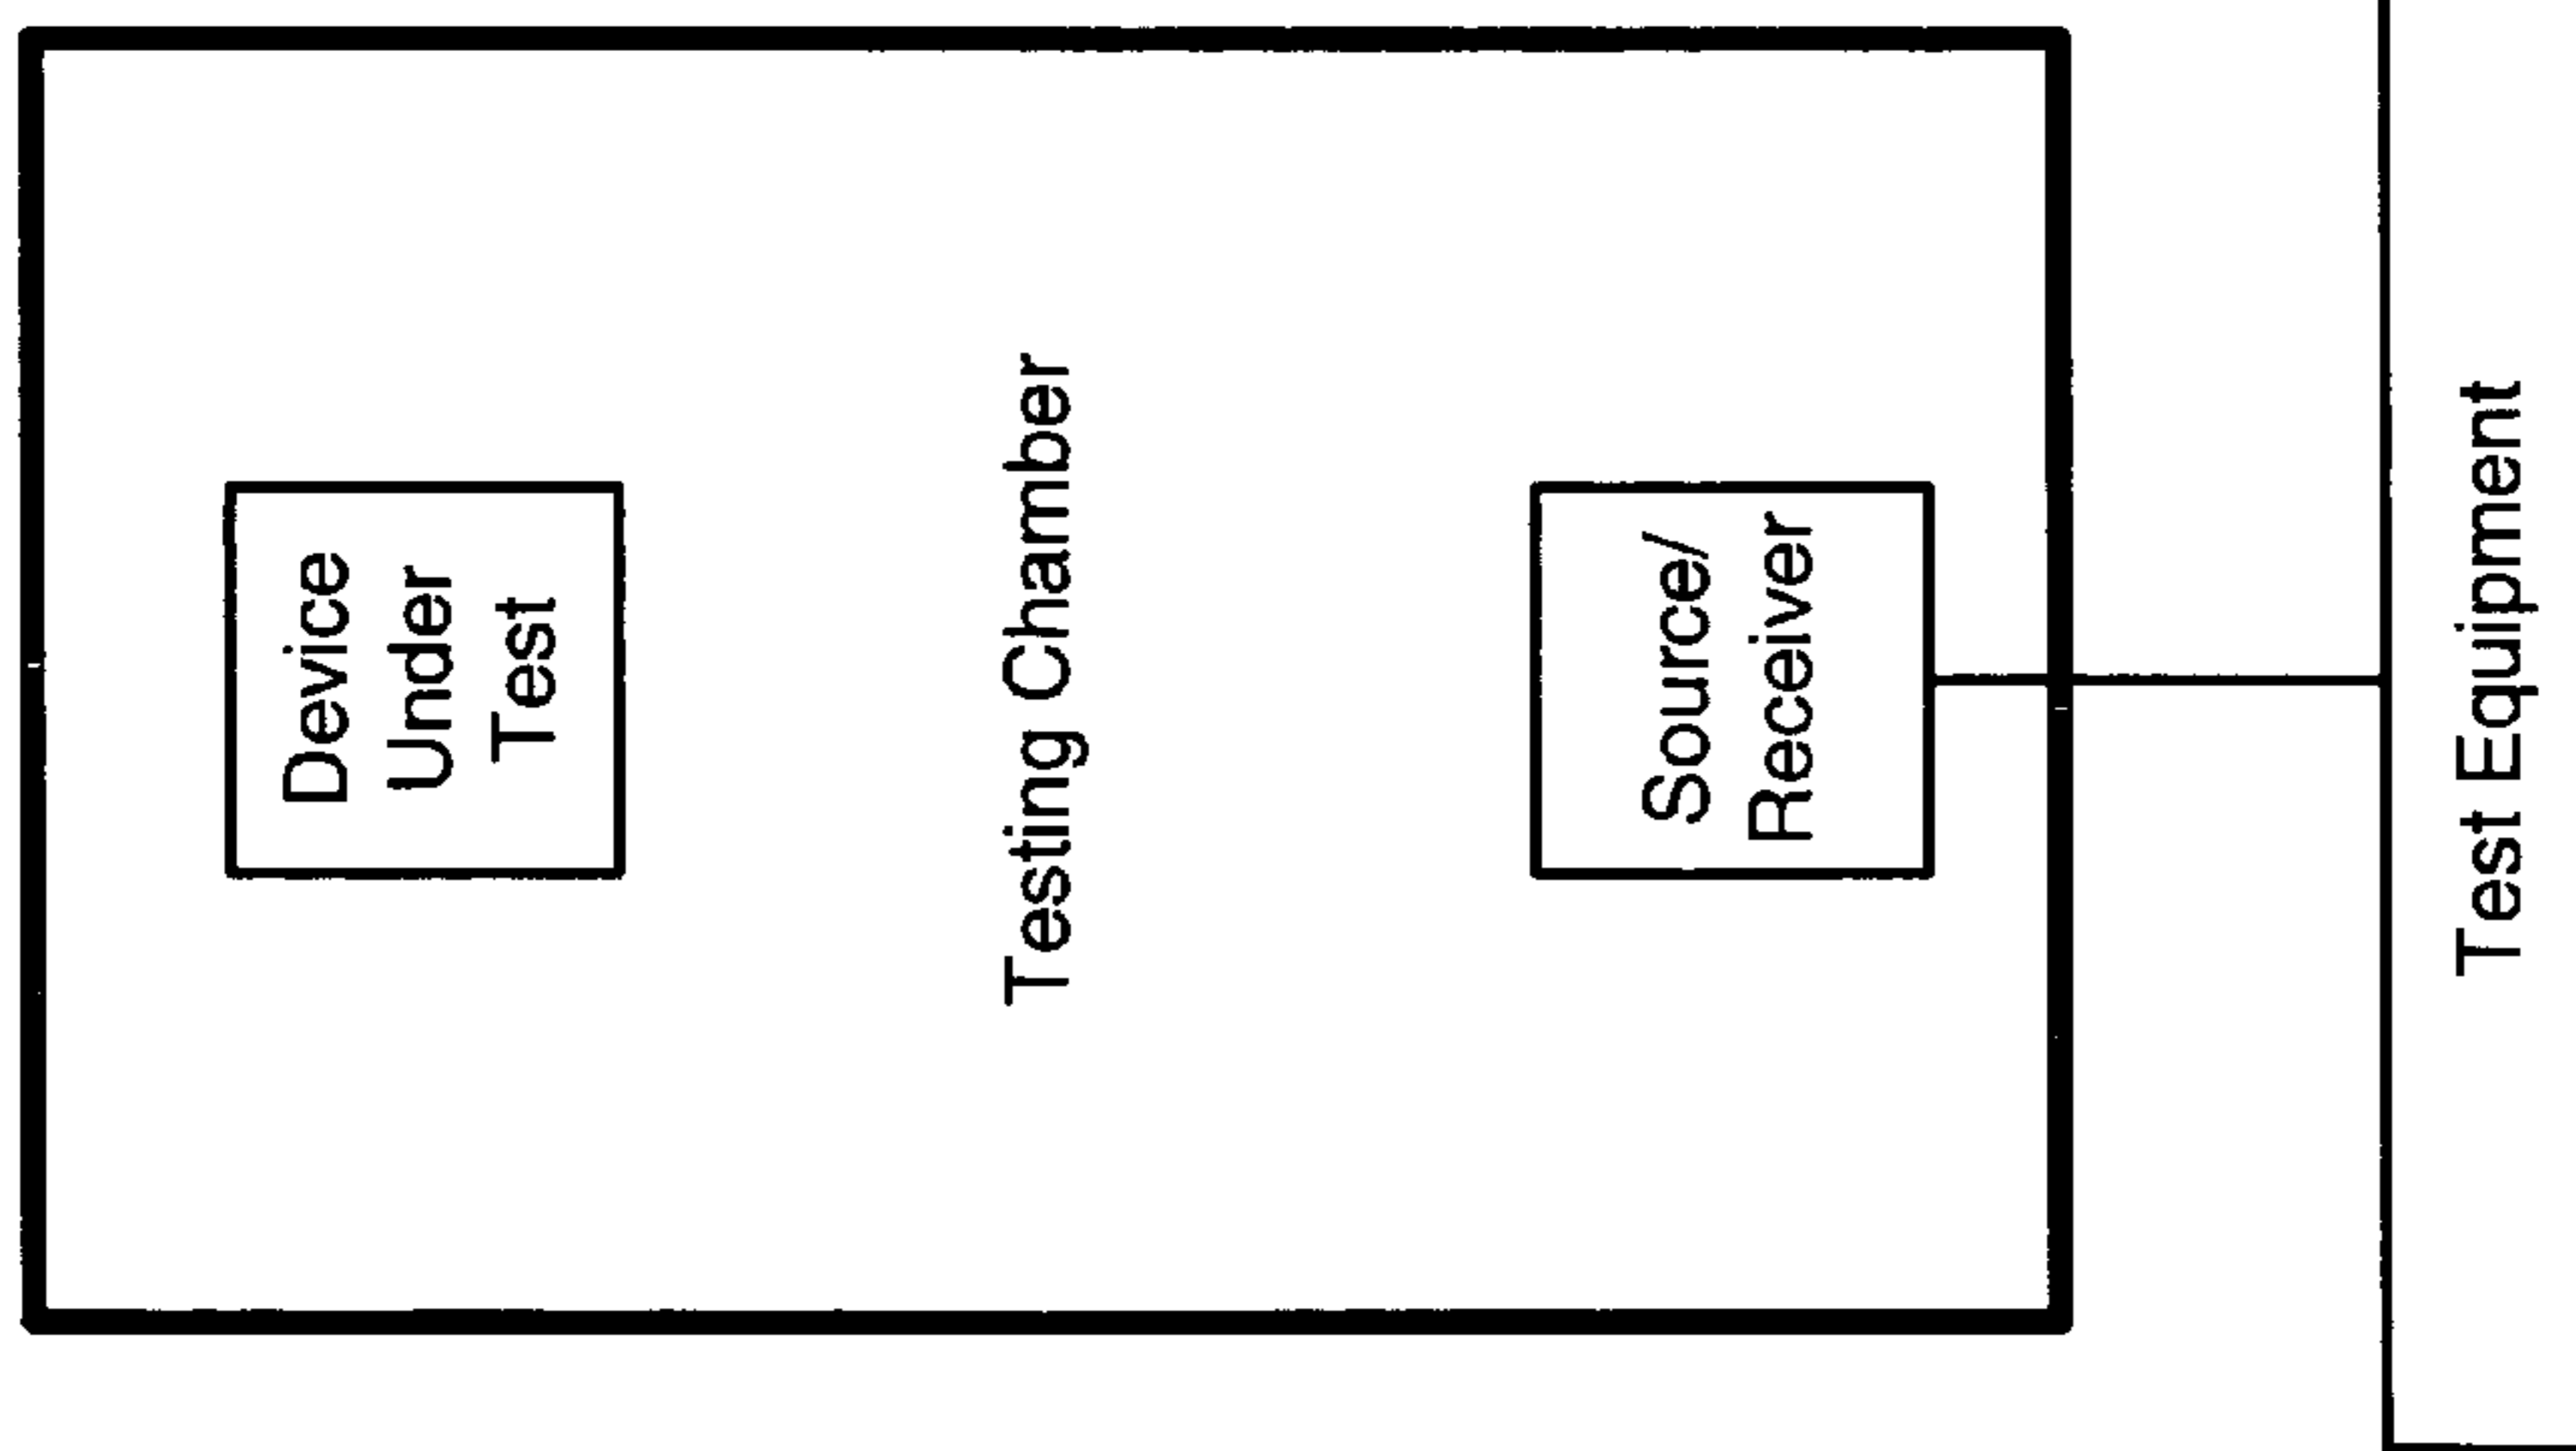 Device
Under
Test
Testing Chamber
Source/
Receiver
Test Equipment